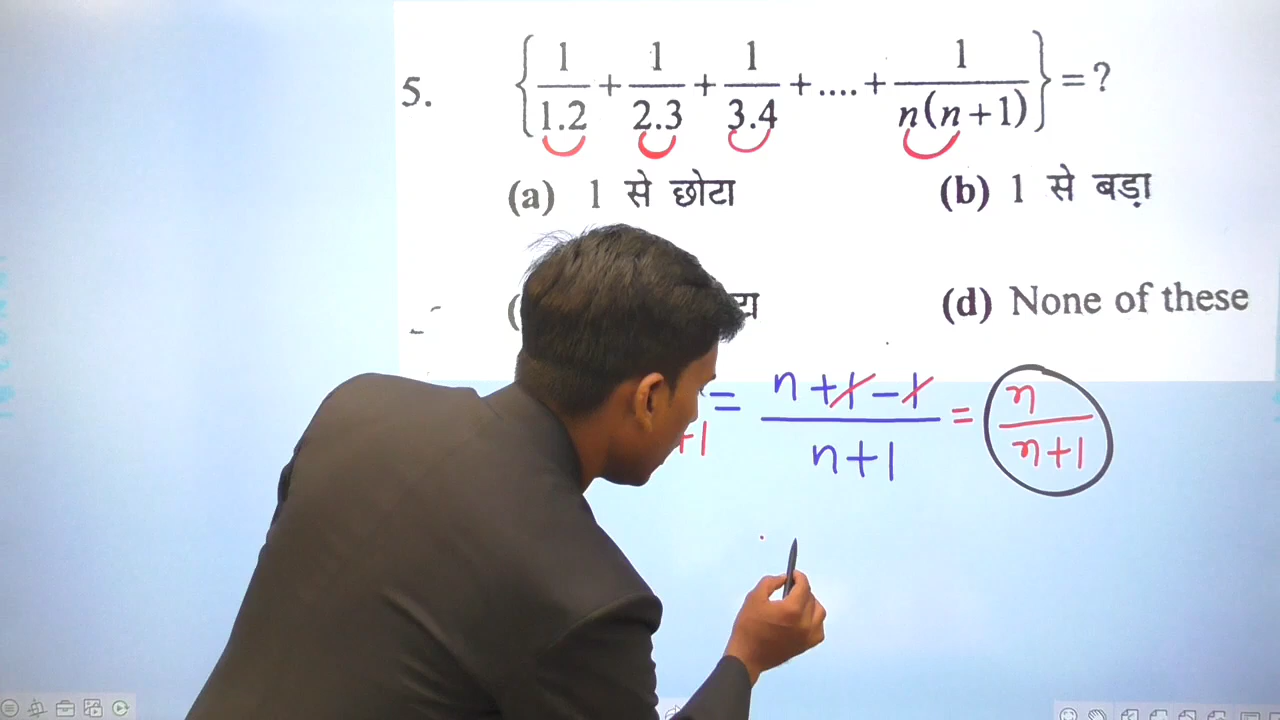 5. {1/1.2 + 1/2.3 + 1/3.4 + .... + 1/n(n+1)} = ?
(a) 1 से छोटा (b) 1 से बड़ा
( (d) None of these
+1 = n+1-1/n+1 = n/n+1